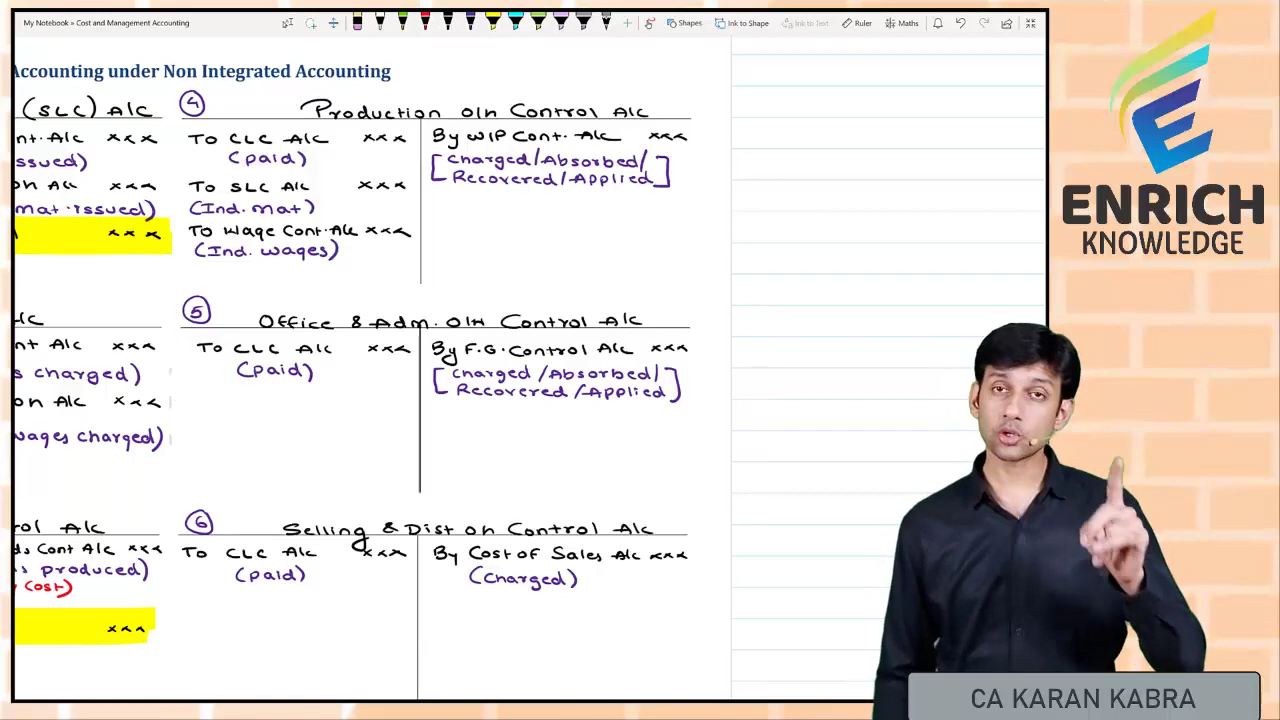 My Notebook » Cost and Management Accounting
Shapes
Ink to Shape
Ink to Text
Ruler
Maths
Accounting under Non Integrated Accounting
(SLC) A/c
nt. A/c xxx
ssued)
on A/c xxx
mat. issued)
xxx
4
Production O/H Control A/c
To CLC A/c xxx
(paid)
To SLC A/c xxx
(Ind. mat)
To Wage Cont. A/c xxx
(Ind. wages)
By WIP Cont. A/c xxx
[Charged/Absorbed/
Recovered/Applied]
nt A/c xxx
s charged)
on A/c xxx
wages charged)
5
Office & Adm. O/H Control A/c
To CLC A/c xxx
(paid)
By F.G. Control A/c xxx
[Charged/Absorbed/
Recovered/Applied]
rol A/c
ds Cont A/c xxx
s produced)
Cost)
xxx
6
Selling & Dist OH Control A/c
To CLC A/c xxx
(paid)
By Cost of Sales A/c xxx
(Charged)
ENRICH
KNOWLEDGE
CA KARAN KABRA